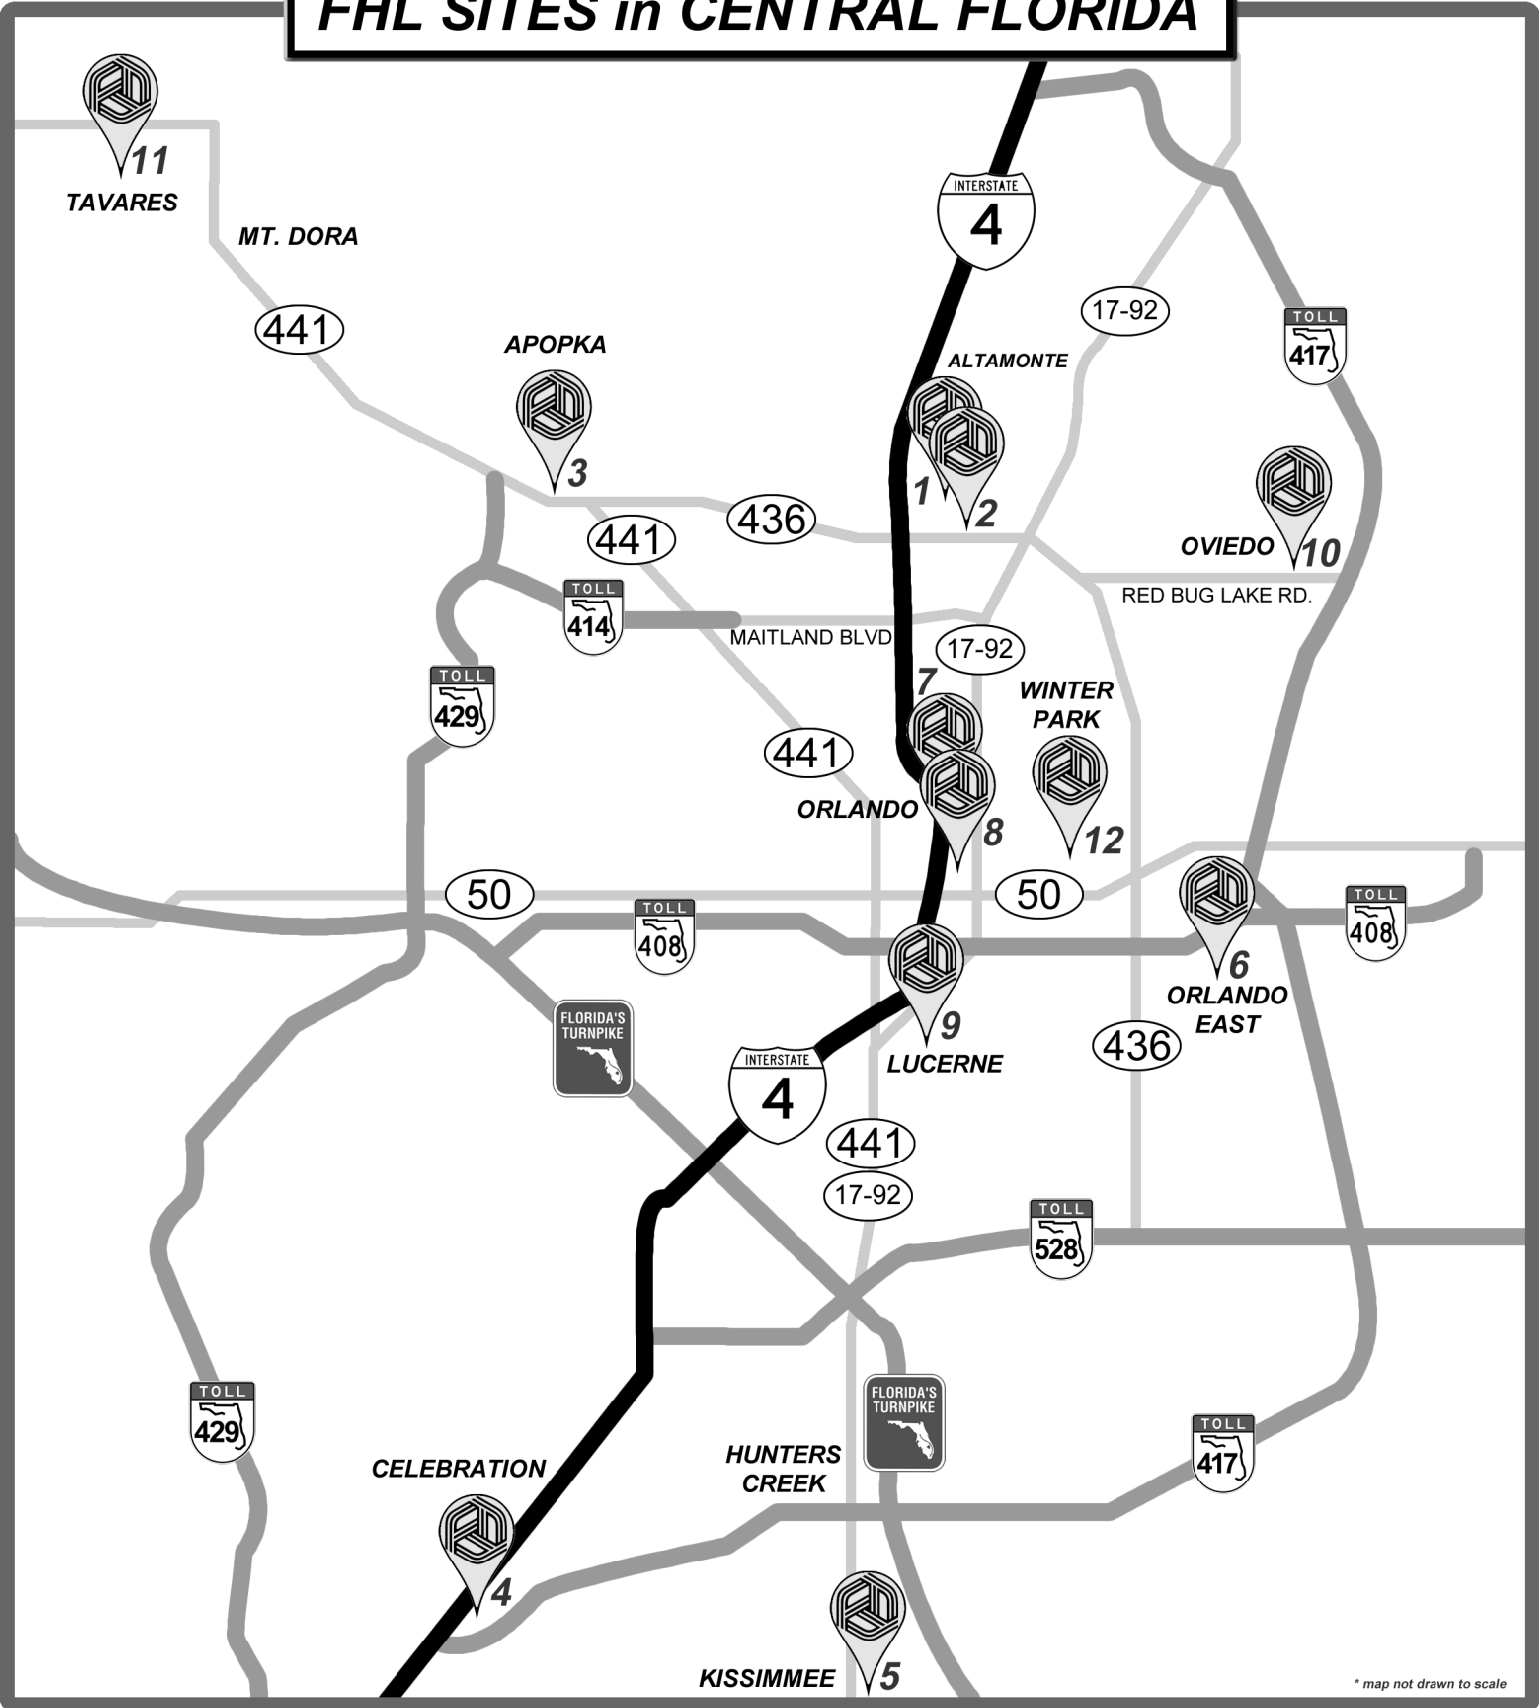 FHL SITES in CENTRAL FLORIDA
11
TAVARES
MT. DORA
INTERSTATE
4
17-92
441
TOLL
417
APOPKA
ALTAMONTE
3
1
2
436
441
OVIEDO
10
RED BUG LAKE RD.
TOLL
414
MAITLAND BLVD
17-92
TOLL
429
7
WINTER
PARK
441
ORLANDO
8
12
50
50
TOLL
408
TOLL
408
6
ORLANDO
EAST
9
LUCERNE
FLORIDA'S
TURNPIKE
INTERSTATE
4
436
441
17-92
TOLL
528
TOLL
429
FLORIDA'S
TURNPIKE
TOLL
417
HUNTERS
CREEK
CELEBRATION
4
KISSIMMEE
5
* map not drawn to scale